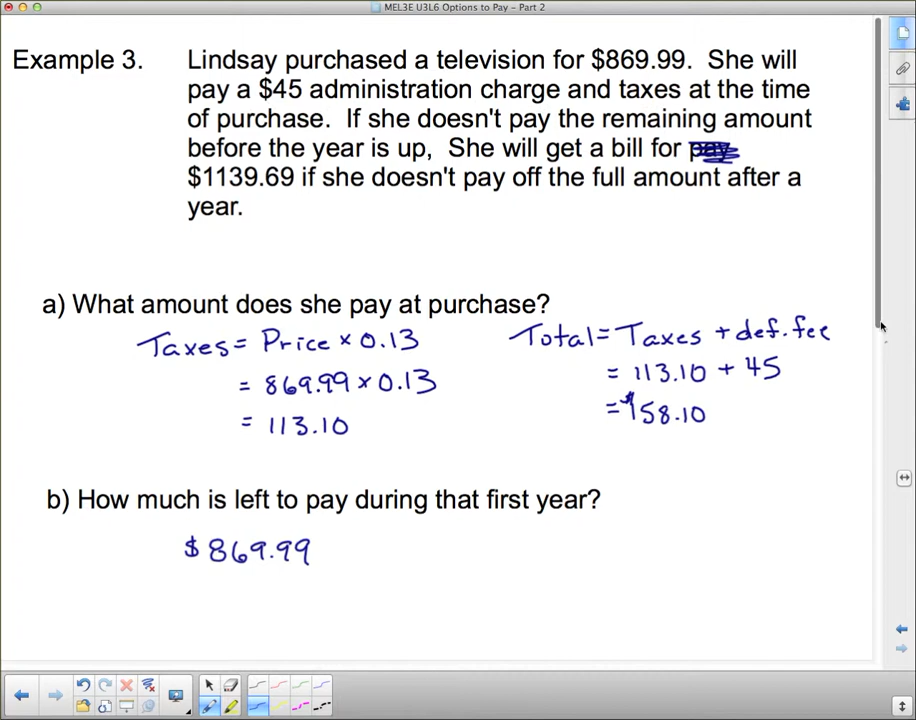 MEL3E U3L6 Options to Pay – Part 2
Example 3. Lindsay purchased a television for $869.99. She will
pay a $45 administration charge and taxes at the time
of purchase. If she doesn't pay the remaining amount
before the year is up, She will get a bill for pay
$1139.69 if she doesn't pay off the full amount after a
year.
a) What amount does she pay at purchase?
Taxes = Price × 0.13
= 869.99 × 0.13
= 113.10
Total = Taxes + def. fee
= 113.10 + 45
= $158.10
b) How much is left to pay during that first year?
$ 869.99